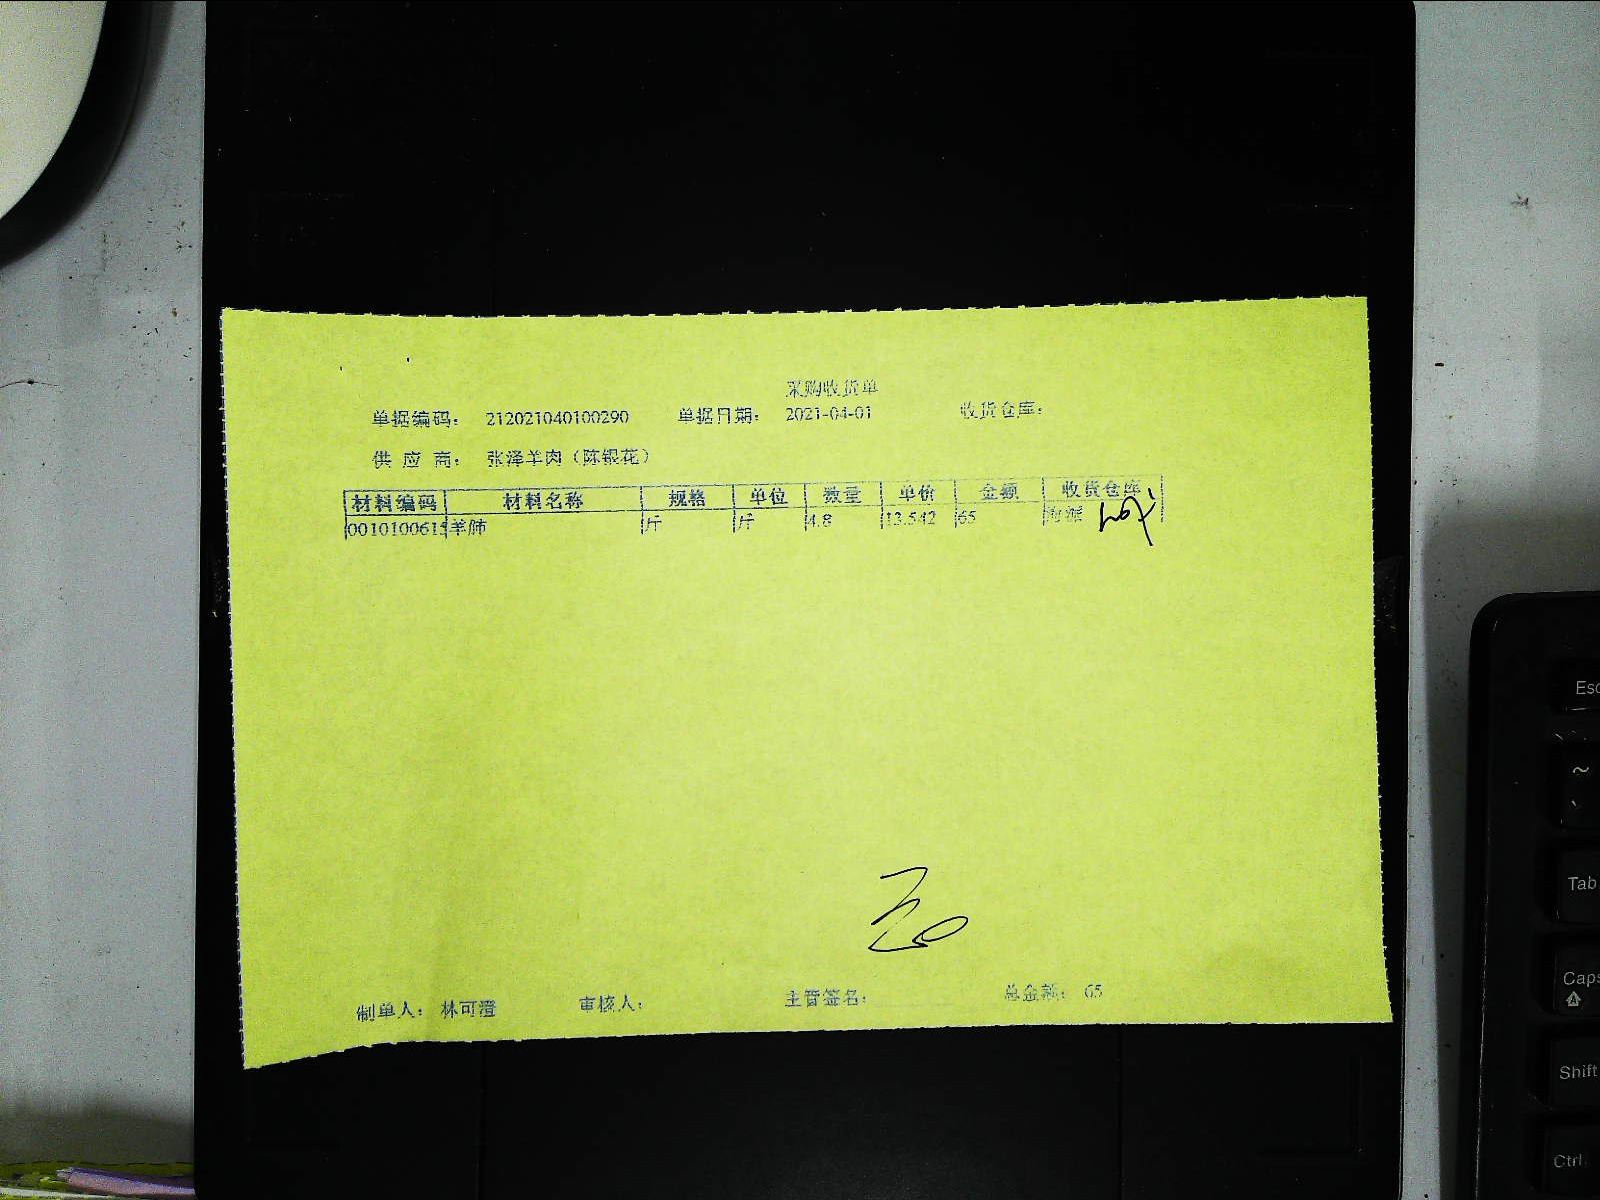 采购收货单
单据编码： 212021040100290 单据日期： 2021-04-01 收货仓库：
供 应 商： 张泽羊肉（陈银花）
材料编码 材料名称 规格 单位 数量 单价 金额 收货仓库
0010100615 羊肺 斤 斤 4.8 13.542 65
制单人： 林可澄 审核人： 主管签名： 总金额： 65
Esc
~
Tab
Caps
Shift
Ctrl